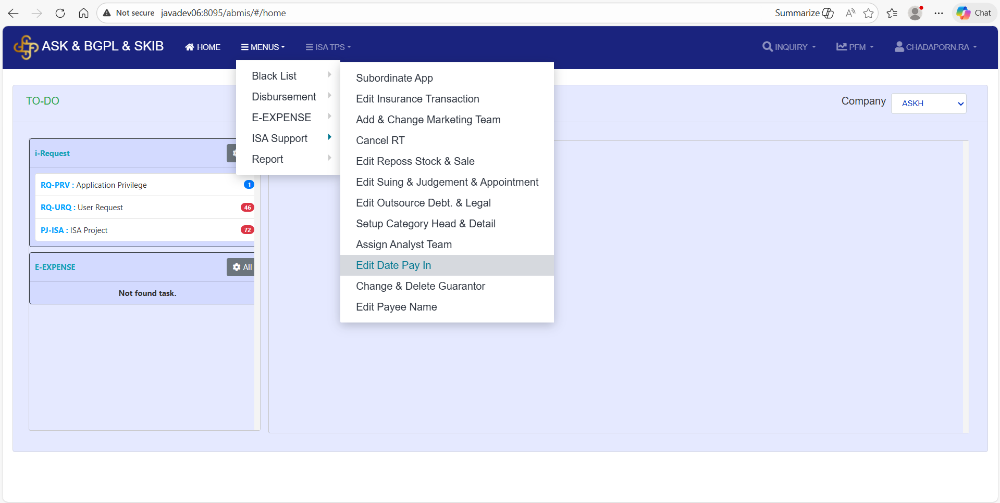 Not secure javadev06:8095/abmis/#/home Summarize Chat
ASK & BGPL & SKIB HOME MENUS ISA TPS INQUIRY PFM CHADAPORN.RA
Black List
Disbursement
E-EXPENSE
ISA Support
Report
Subordinate App
Edit Insurance Transaction
Add & Change Marketing Team
Cancel RT
Edit Reposs Stock & Sale
Edit Suing & Judgement & Appointment
Edit Outsource Debt. & Legal
Setup Category Head & Detail
Assign Analyst Team
Edit Date Pay In
Change & Delete Guarantor
Edit Payee Name
TO-DO
Company ASKH
i-Request
RQ-PRV : Application Privilege 1
RQ-URQ : User Request 46
PJ-ISA : ISA Project 72
E-EXPENSE All
Not found task.